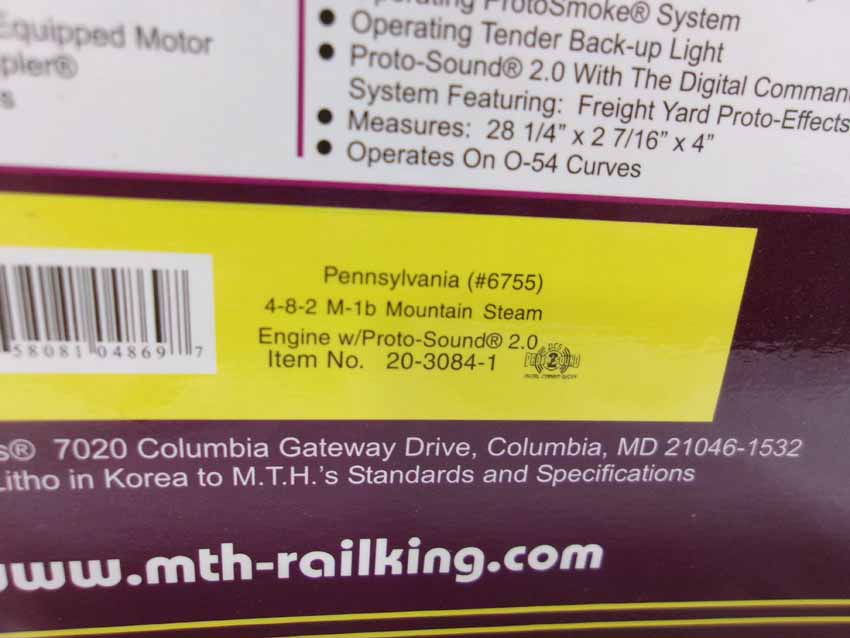 Equipped Motor
pler®
s
Operating ProtoSmoke® System
• Operating Tender Back-up Light
• Proto-Sound® 2.0 With The Digital Comman
System Featuring: Freight Yard Proto-Effects
• Measures: 28 1/4" x 2 7/16" x 4"
• Operates On O-54 Curves
Pennsylvania (#6755)
4-8-2 M-1b Mountain Steam
Engine w/Proto-Sound® 2.0
Item No. 20-3084-1
58081 04869 7
s® 7020 Columbia Gateway Drive, Columbia, MD 21046-1532
Litho in Korea to M.T.H.'s Standards and Specifications
www.mth-railking.com